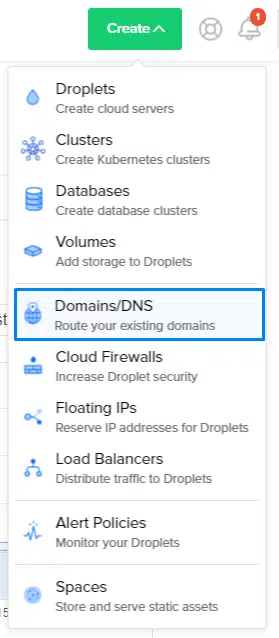 Create
1
Droplets
Create cloud servers
Clusters
Create Kubernetes clusters
Databases
Create database clusters
Volumes
Add storage to Droplets
st
Domains/DNS
Route your existing domains
Cloud Firewalls
Increase Droplet security
Floating IPs
Reserve IP addresses for Droplets
Load Balancers
Distribute traffic to Droplets
Alert Policies
Monitor your Droplets
Spaces
Store and serve static assets